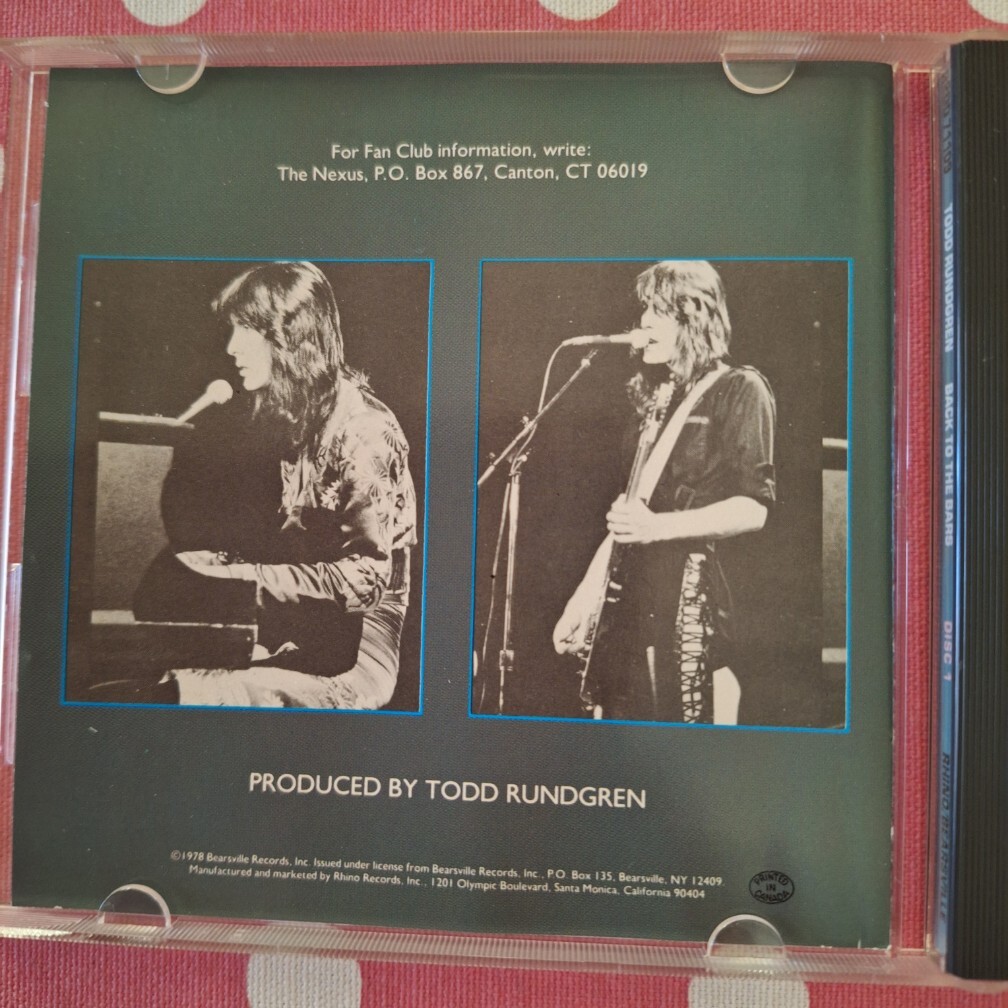 For Fan Club information, write:
The Nexus, P.O. Box 867, Canton, CT 06019
PRODUCED BY TODD RUNDGREN
©1978 Bearsville Records, Inc. Issued under license from Bearsville Records, Inc., P.O. Box 135, Bearsville, NY 12409.
Manufactured and marketed by Rhino Records, Inc., 1201 Olympic Boulevard, Santa Monica, California 90404
PRINTED
IN
CANADA
TODD RUNDGREN BACK TO THE BARS DISC 1 RHINO BEARSVILLE